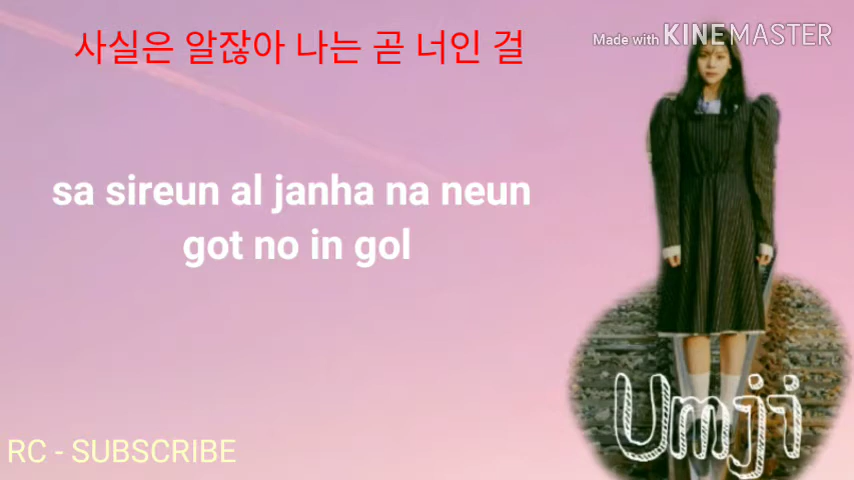 사실은 알잖아 나는 곧 너인 걸
Made with KINEMASTER
sa sireun al janha na neun
got no in gol
Umji
RC - SUBSCRIBE